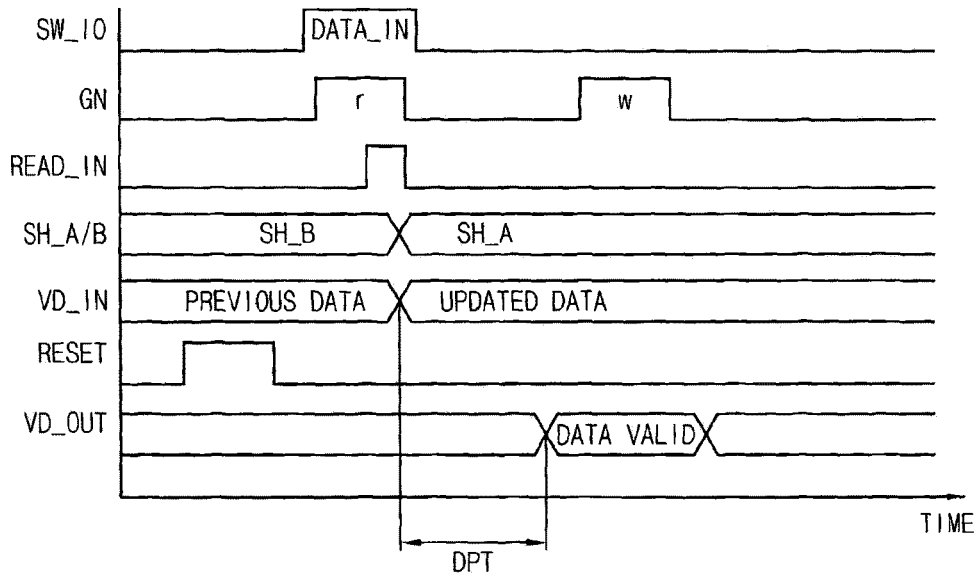 SW_IO DATA_IN
GN r w
READ_IN
SH_A/B SH_B SH_A
VD_IN PREVIOUS DATA UPDATED DATA
RESET
VD_OUT DATA VALID
TIME
DPT